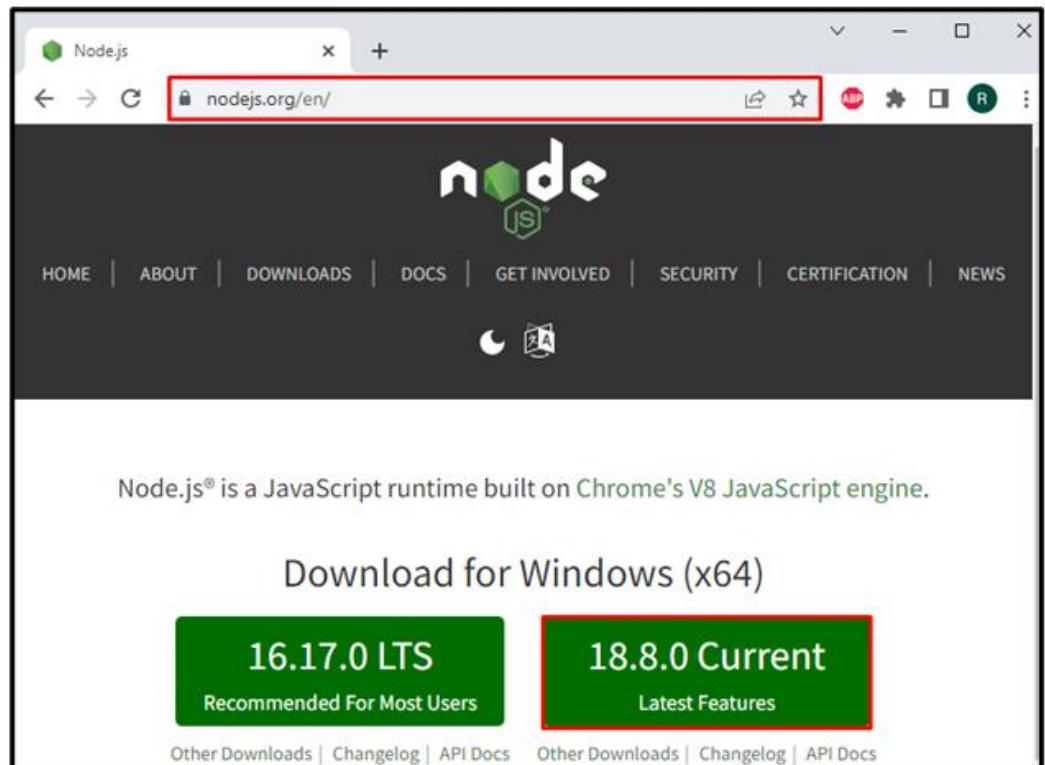 Node.js
nodejs.org/en/
ABP
R
node
JS
HOME | ABOUT | DOWNLOADS | DOCS | GET INVOLVED | SECURITY | CERTIFICATION | NEWS
Node.js® is a JavaScript runtime built on Chrome's V8 JavaScript engine.
Download for Windows (x64)
16.17.0 LTS
Recommended For Most Users
Other Downloads | Changelog | API Docs
18.8.0 Current
Latest Features
Other Downloads | Changelog | API Docs